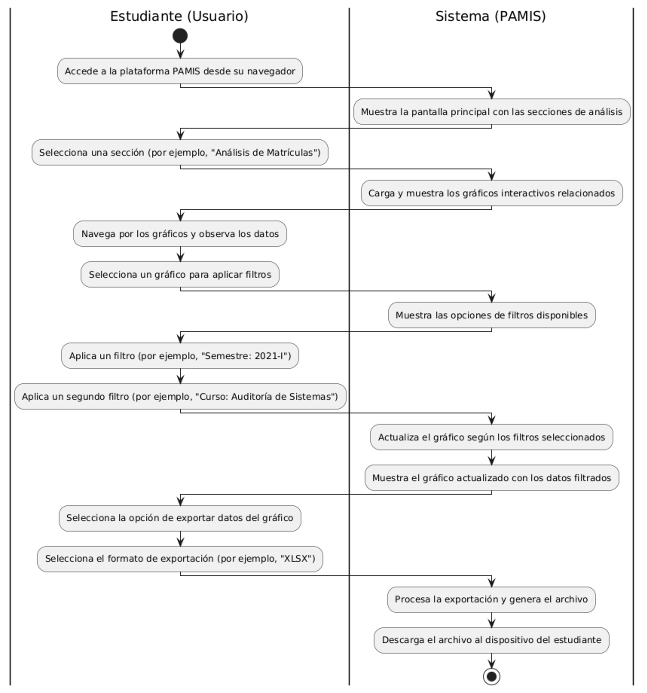 Estudiante (Usuario)
Sistema (PAMIS)
Accede a la plataforma PAMIS desde su navegador
Muestra la pantalla principal con las secciones de análisis
Selecciona una sección (por ejemplo, "Análisis de Matrículas")
Carga y muestra los gráficos interactivos relacionados
Navega por los gráficos y observa los datos
Selecciona un gráfico para aplicar filtros
Muestra las opciones de filtros disponibles
Aplica un filtro (por ejemplo, "Semestre: 2021-I")
Aplica un segundo filtro (por ejemplo, "Curso: Auditoría de Sistemas")
Actualiza el gráfico según los filtros seleccionados
Muestra el gráfico actualizado con los datos filtrados
Selecciona la opción de exportar datos del gráfico
Selecciona el formato de exportación (por ejemplo, "XLSX")
Procesa la exportación y genera el archivo
Descarga el archivo al dispositivo del estudiante